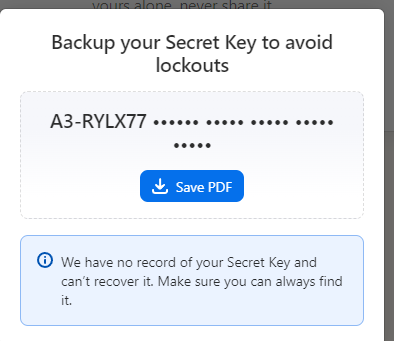 yours alone, never share it
Backup your Secret Key to avoid
lockouts
A3-RYLX77 •••••• ••••• ••••• •••••
•••••
Save PDF
We have no record of your Secret Key and
can't recover it. Make sure you can always find
it.